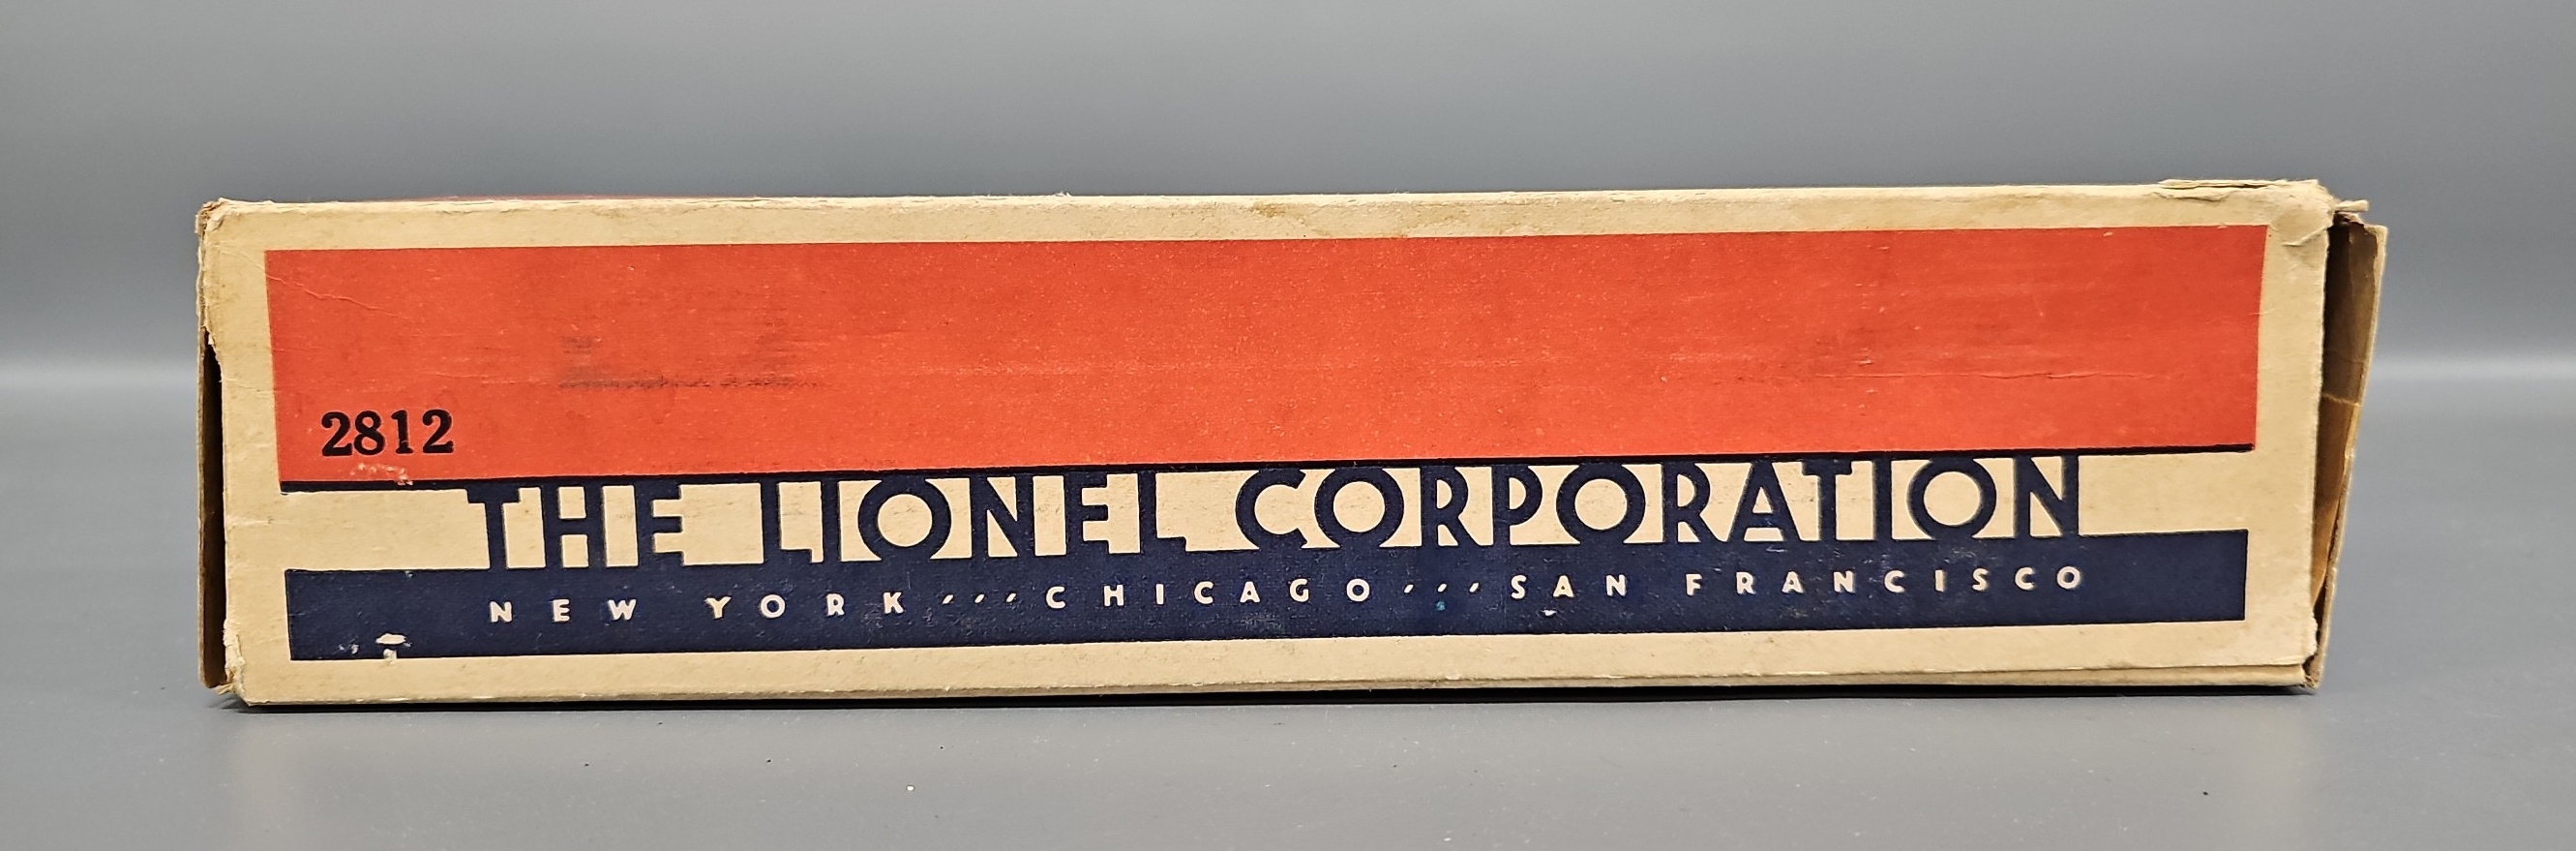 2812
THE LIONEL CORPORATION
NEW YORK ‚‚‚ CHICAGO ‚‚‚ SAN FRANCISCO